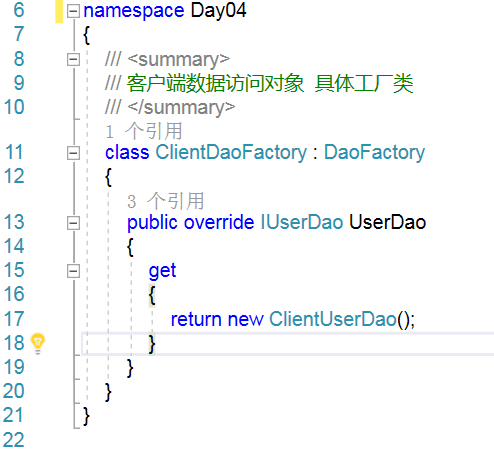 6 namespace Day04
7 {
8 /// <summary>
9 /// 客户端数据访问对象 具体工厂类
10 /// </summary>
1 个引用
11 class ClientDaoFactory : DaoFactory
12 {
3 个引用
13 public override IUserDao UserDao
14 {
15 get
16 {
17 return new ClientUserDao();
18 }
19 }
20 }
21 }
22